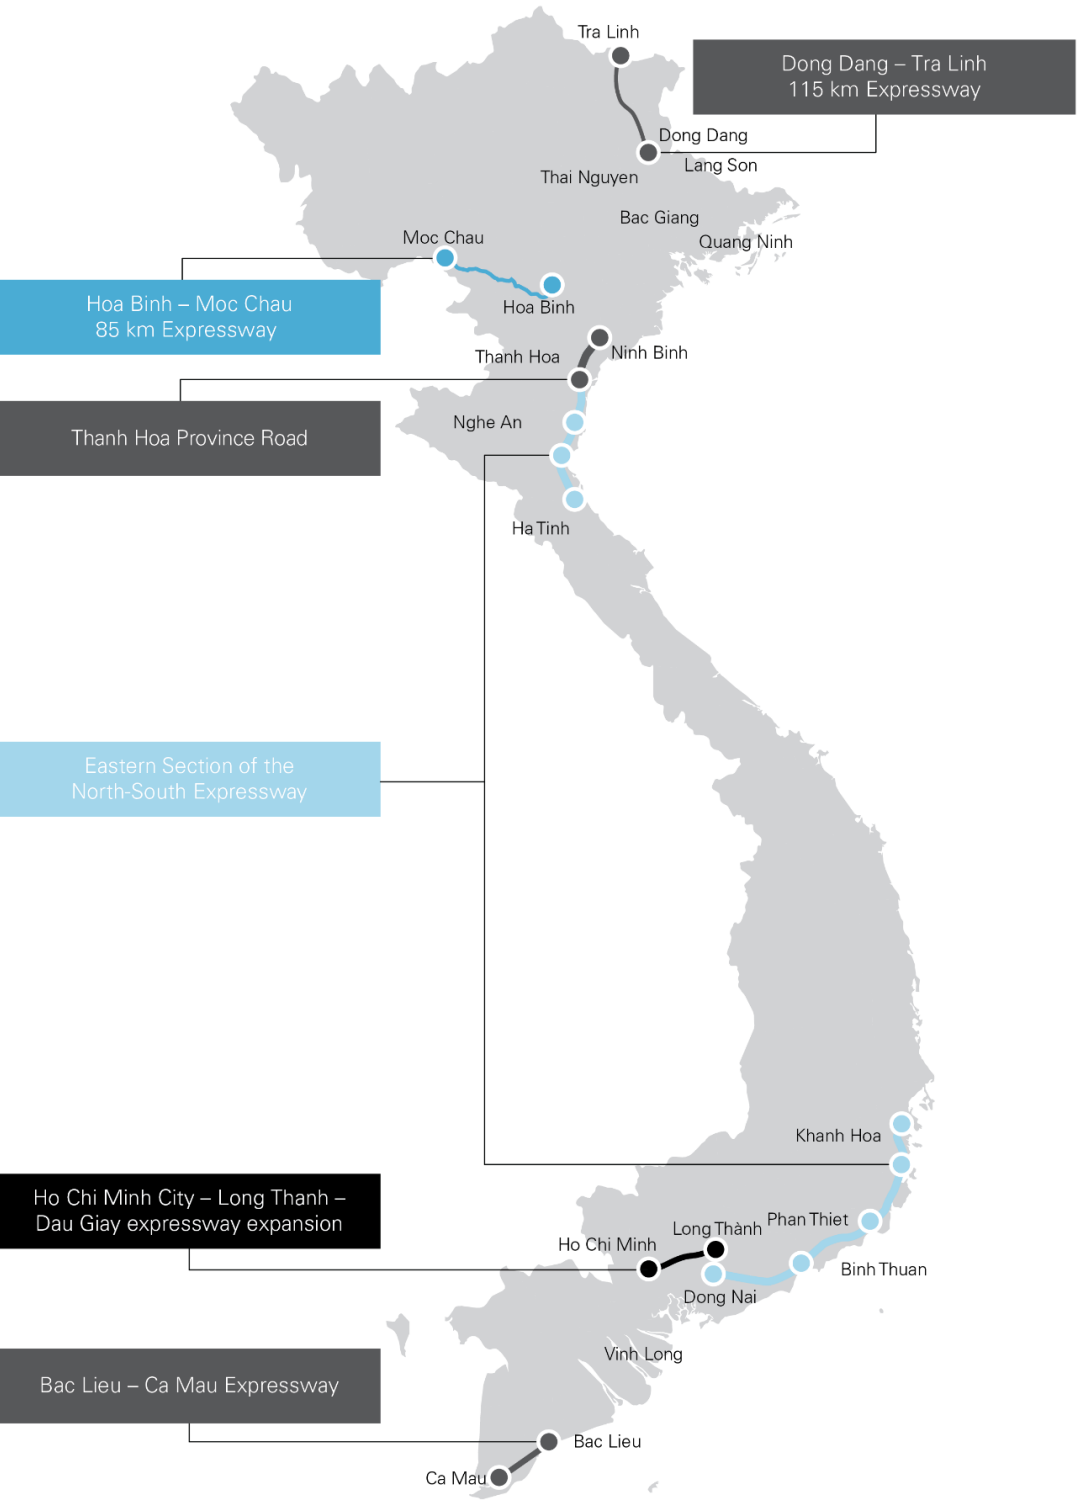 Tra Linh
Dong Dang – Tra Linh
115 km Expressway
Dong Dang
Lang Son
Thai Nguyen
Bac Giang
Quang Ninh
Moc Chau
Hoa Binh – Moc Chau
85 km Expressway
Hoa Binh
Ninh Binh
Thanh Hoa
Thanh Hoa Province Road
Nghe An
Ha Tinh
Eastern Section of the
North-South Expressway
Khanh Hoa
Ho Chi Minh City – Long Thanh –
Dau Giay expressway expansion
Phan Thiet
Long Thành
Ho Chi Minh
Binh Thuan
Dong Nai
Vinh Long
Bac Lieu – Ca Mau Expressway
Bac Lieu
Ca Mau